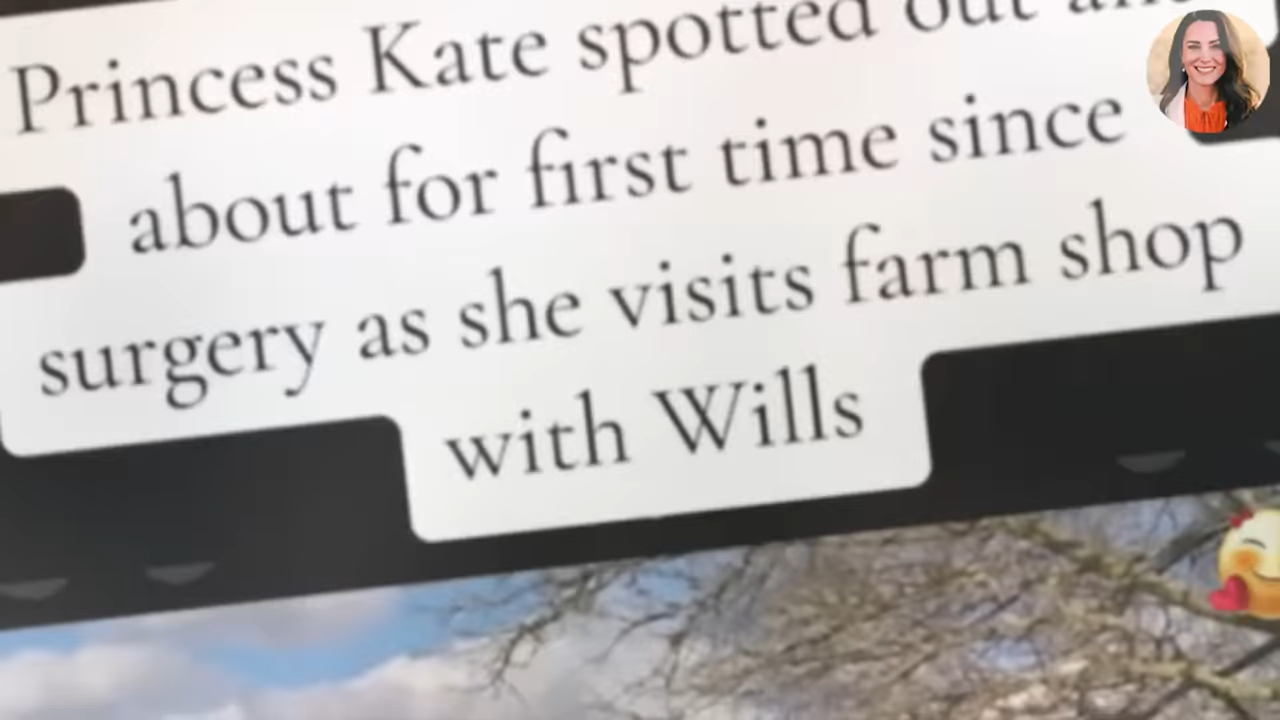 Princess Kate spotted out
about for first time since
surgery as she visits farm shop
with Wills